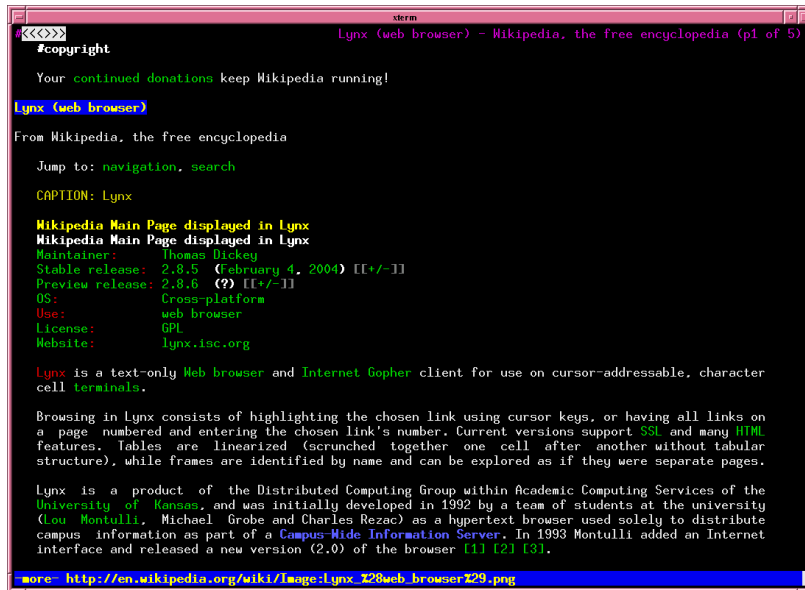 xterm
#<<<>>> Lynx (web browser) - Wikipedia, the free encyclopedia (p1 of 5)
#copyright
Your continued donations keep Wikipedia running!
Lynx (web browser)
From Wikipedia, the free encyclopedia
Jump to: navigation, search
CAPTION: Lynx
Wikipedia Main Page displayed in Lynx
Wikipedia Main Page displayed in Lynx
Maintainer: Thomas Dickey
Stable release: 2.8.5 (February 4, 2004) [[+/-]]
Preview release: 2.8.6 (?) [[+/-]]
OS: Cross-platform
Use: web browser
License: GPL
Website: lynx.isc.org
Lynx is a text-only Web browser and Internet Gopher client for use on cursor-addressable, character
cell terminals.
Browsing in Lynx consists of highlighting the chosen link using cursor keys, or having all links on
a page numbered and entering the chosen link's number. Current versions support SSL and many HTML
features. Tables are linearized (scrunched together one cell after another without tabular
structure), while frames are identified by name and can be explored as if they were separate pages.
Lynx is a product of the Distributed Computing Group within Academic Computing Services of the
University of Kansas, and was initially developed in 1992 by a team of students at the university
(Lou Montulli, Michael Grobe and Charles Rezac) as a hypertext browser used solely to distribute
campus information as part of a Campus-Wide Information Server. In 1993 Montulli added an Internet
interface and released a new version (2.0) of the browser [1] [2] [3].
-more- http://en.wikipedia.org/wiki/Image:Lynx_%28web_browser%29.png